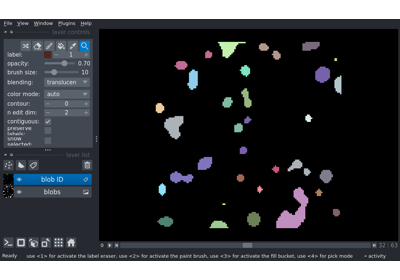 File View Window Plugins Help
layer controls
label: 1
opacity: 0.70
brush size: 10
blending: translucen
color mode: auto
contour: 0
n edit dim: 2
contiguous:
preserve
labels:
show
selected:
layer list
blob ID
blobs
0 32 / 63
Ready use <1> for activate the label eraser, use <2> for activate the paint brush, use <3> for activate the fill bucket, use <4> for pick mode activity